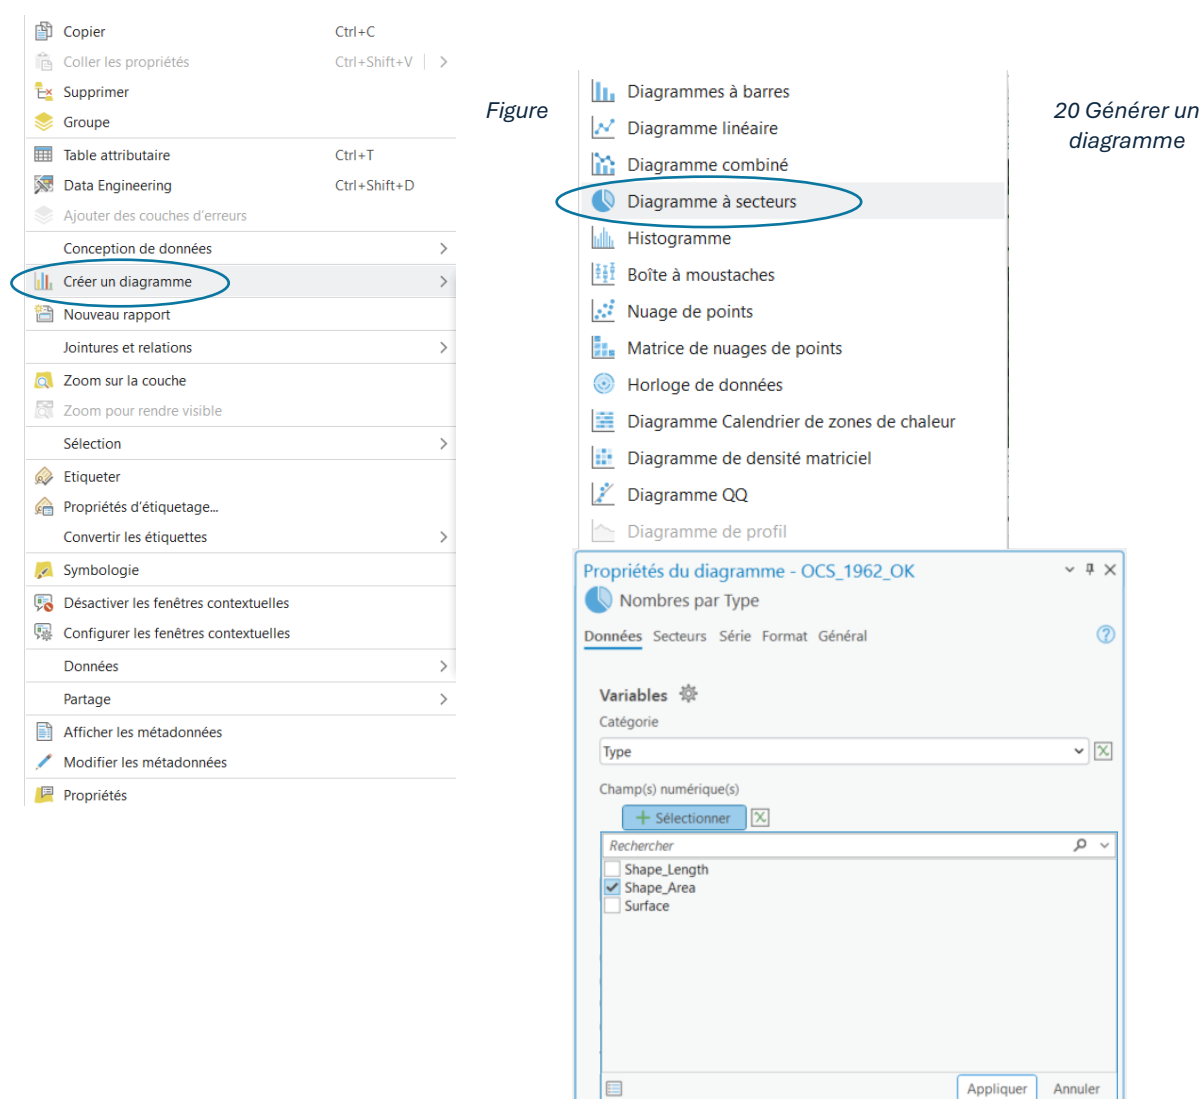 Copier Ctrl+C
Coller les propriétés Ctrl+Shift+V
Supprimer
Groupe
Table attributaire Ctrl+T
Data Engineering Ctrl+Shift+D
Ajouter des couches d'erreurs
Conception de données
Créer un diagramme
Nouveau rapport
Jointures et relations
Zoom sur la couche
Zoom pour rendre visible
Sélection
Etiqueter
Propriétés d'étiquetage...
Convertir les étiquettes
Symbologie
Désactiver les fenêtres contextuelles
Configurer les fenêtres contextuelles
Données
Partage
Afficher les métadonnées
Modifier les métadonnées
Propriétés
Figure
Diagrammes à barres
Diagramme linéaire
Diagramme combiné
Diagramme à secteurs
Histogramme
Boîte à moustaches
Nuage de points
Matrice de nuages de points
Horloge de données
Diagramme Calendrier de zones de chaleur
Diagramme de densité matriciel
Diagramme QQ
Diagramme de profil
20 Générer un
diagramme
Propriétés du diagramme - OCS_1962_OK
Nombres par Type
Données Secteurs Série Format Général
Variables
Catégorie
Type
Champ(s) numérique(s)
Sélectionner
Rechercher
Shape_Length
Shape_Area
Surface
Appliquer Annuler